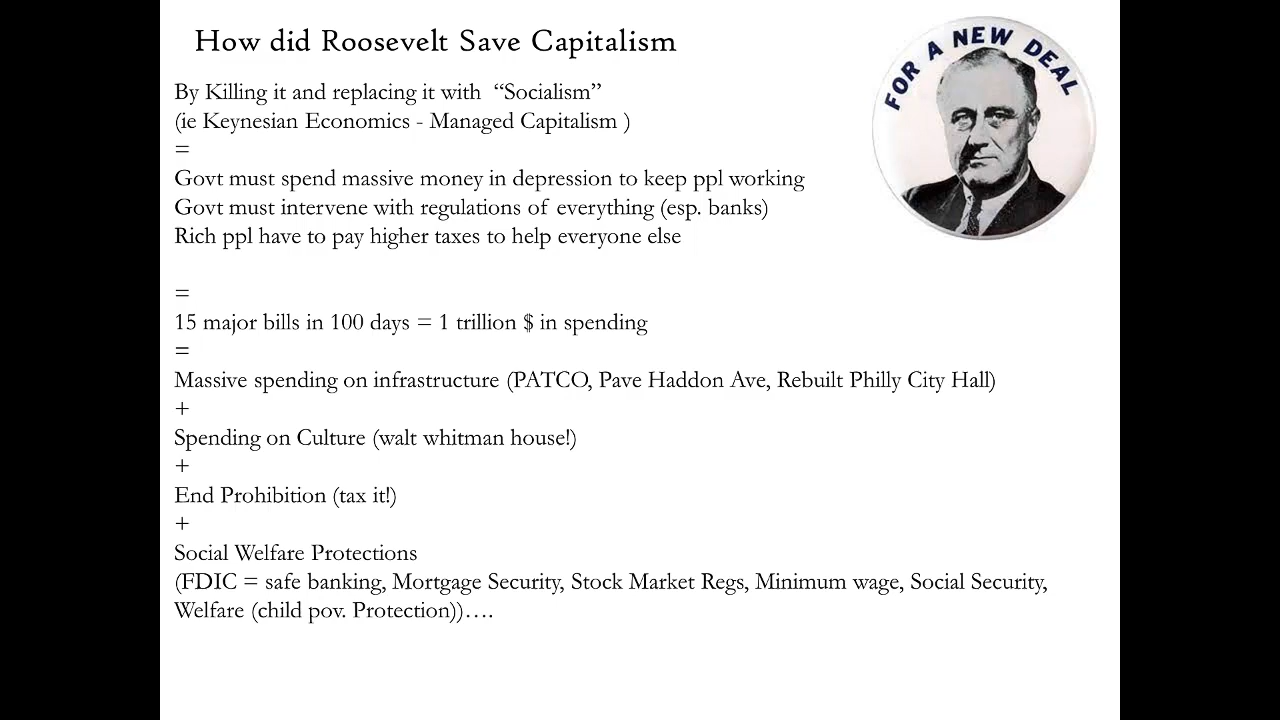 How did Roosevelt Save Capitalism
FOR A NEW DEAL
By Killing it and replacing it with “Socialism”
(ie Keynesian Economics - Managed Capitalism )
=
Govt must spend massive money in depression to keep ppl working
Govt must intervene with regulations of everything (esp. banks)
Rich ppl have to pay higher taxes to help everyone else
=
15 major bills in 100 days = 1 trillion $ in spending
=
Massive spending on infrastructure (PATCO, Pave Haddon Ave, Rebuilt Philly City Hall)
+
Spending on Culture (walt whitman house!)
+
End Prohibition (tax it!)
+
Social Welfare Protections
(FDIC = safe banking, Mortgage Security, Stock Market Regs, Minimum wage, Social Security,
Welfare (child pov. Protection))….